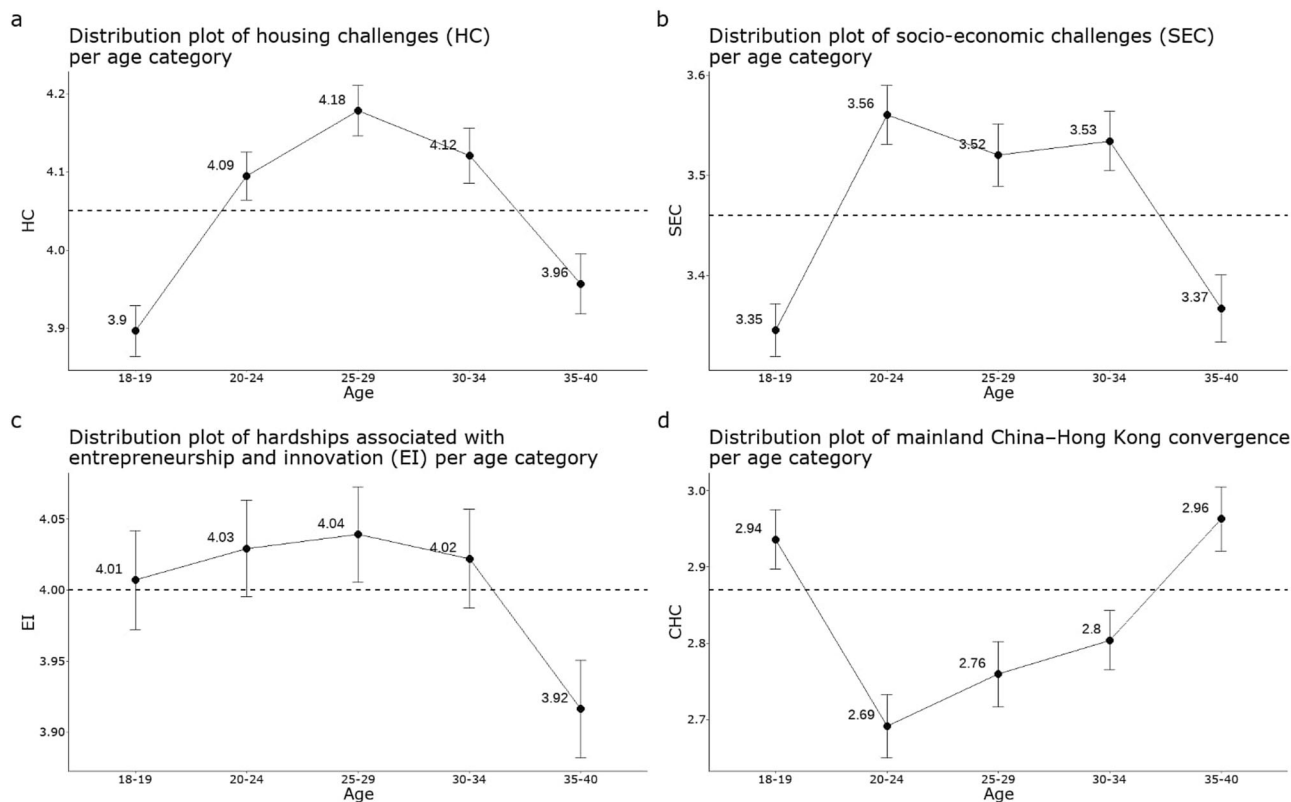 a
Distribution plot of housing challenges (HC)
per age category
4.2
4.1
4.0
3.9
HC
3.9
4.09
4.18
4.12
3.96
18-19 20-24 25-29 30-34 35-40
Age
b
Distribution plot of socio-economic challenges (SEC)
per age category
3.6
3.5
3.4
SEC
3.35
3.56
3.52
3.53
3.37
18-19 20-24 25-29 30-34 35-40
Age
c
Distribution plot of hardships associated with
entrepreneurship and innovation (EI) per age category
4.05
4.00
3.95
3.90
EI
4.01
4.03
4.04
4.02
3.92
18-19 20-24 25-29 30-34 35-40
Age
d
Distribution plot of mainland China–Hong Kong convergence
per age category
3.0
2.9
2.8
2.7
CHC
2.94
2.69
2.76
2.8
2.96
18-19 20-24 25-29 30-34 35-40
Age